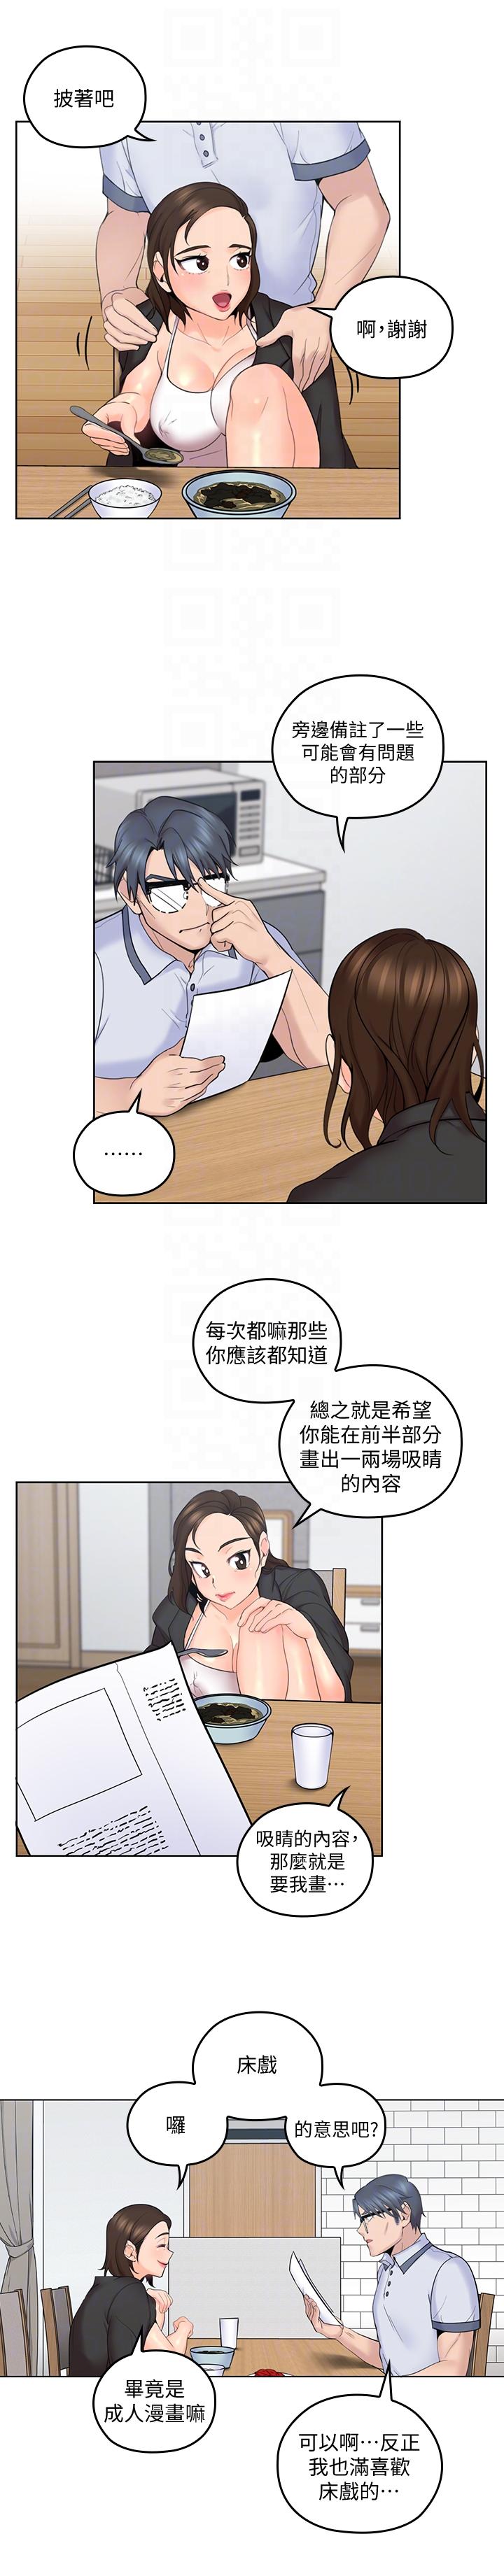 披著吧
啊，謝謝
旁邊備註了一些
可能會有問題
的部分
……
每次都嘛那些
你應該都知道
總之就是希望
你能在前半部分
畫出一兩場吸睛
的內容
吸睛的內容，
那麼就是
要我畫…
床戲
囉
的意思吧?
畢竟是
成人漫畫嘛
可以啊…反正
我也滿喜歡
床戲的…